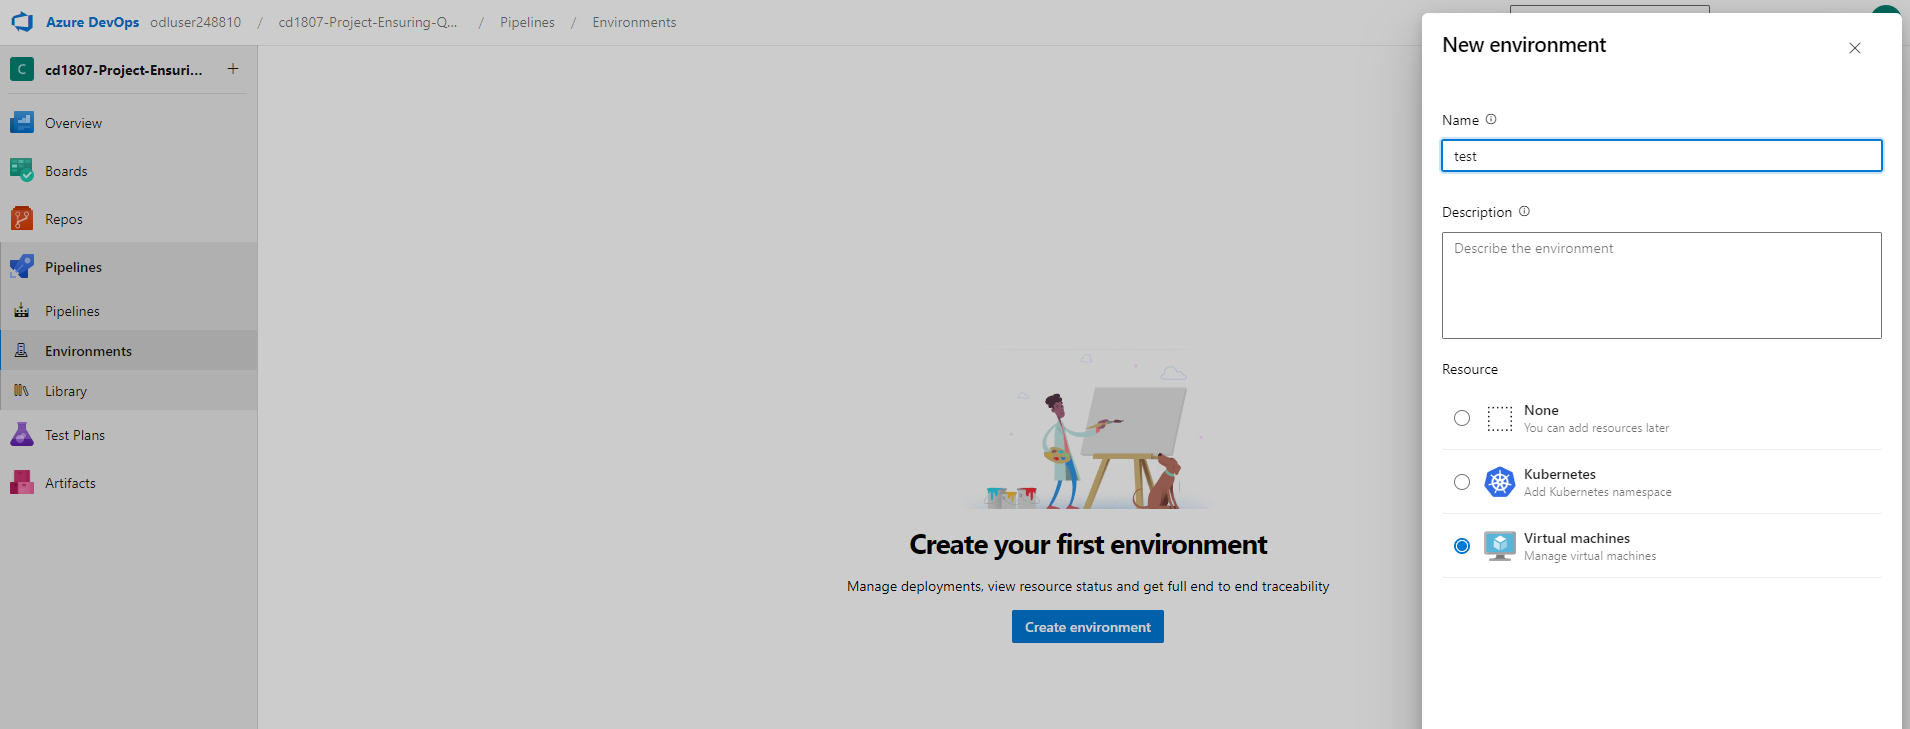 Azure DevOps odluser248810 / cd1807-Project-Ensuring-Q... / Pipelines / Environments
C cd1807-Project-Ensuri... +
Overview
Boards
Repos
Pipelines
Pipelines
Environments
Library
Test Plans
Artifacts
Create your first environment
Manage deployments, view resource status and get full end to end traceability
Create environment
New environment
Name
test
Description
Describe the environment
Resource
None
You can add resources later
Kubernetes
Add Kubernetes namespace
Virtual machines
Manage virtual machines